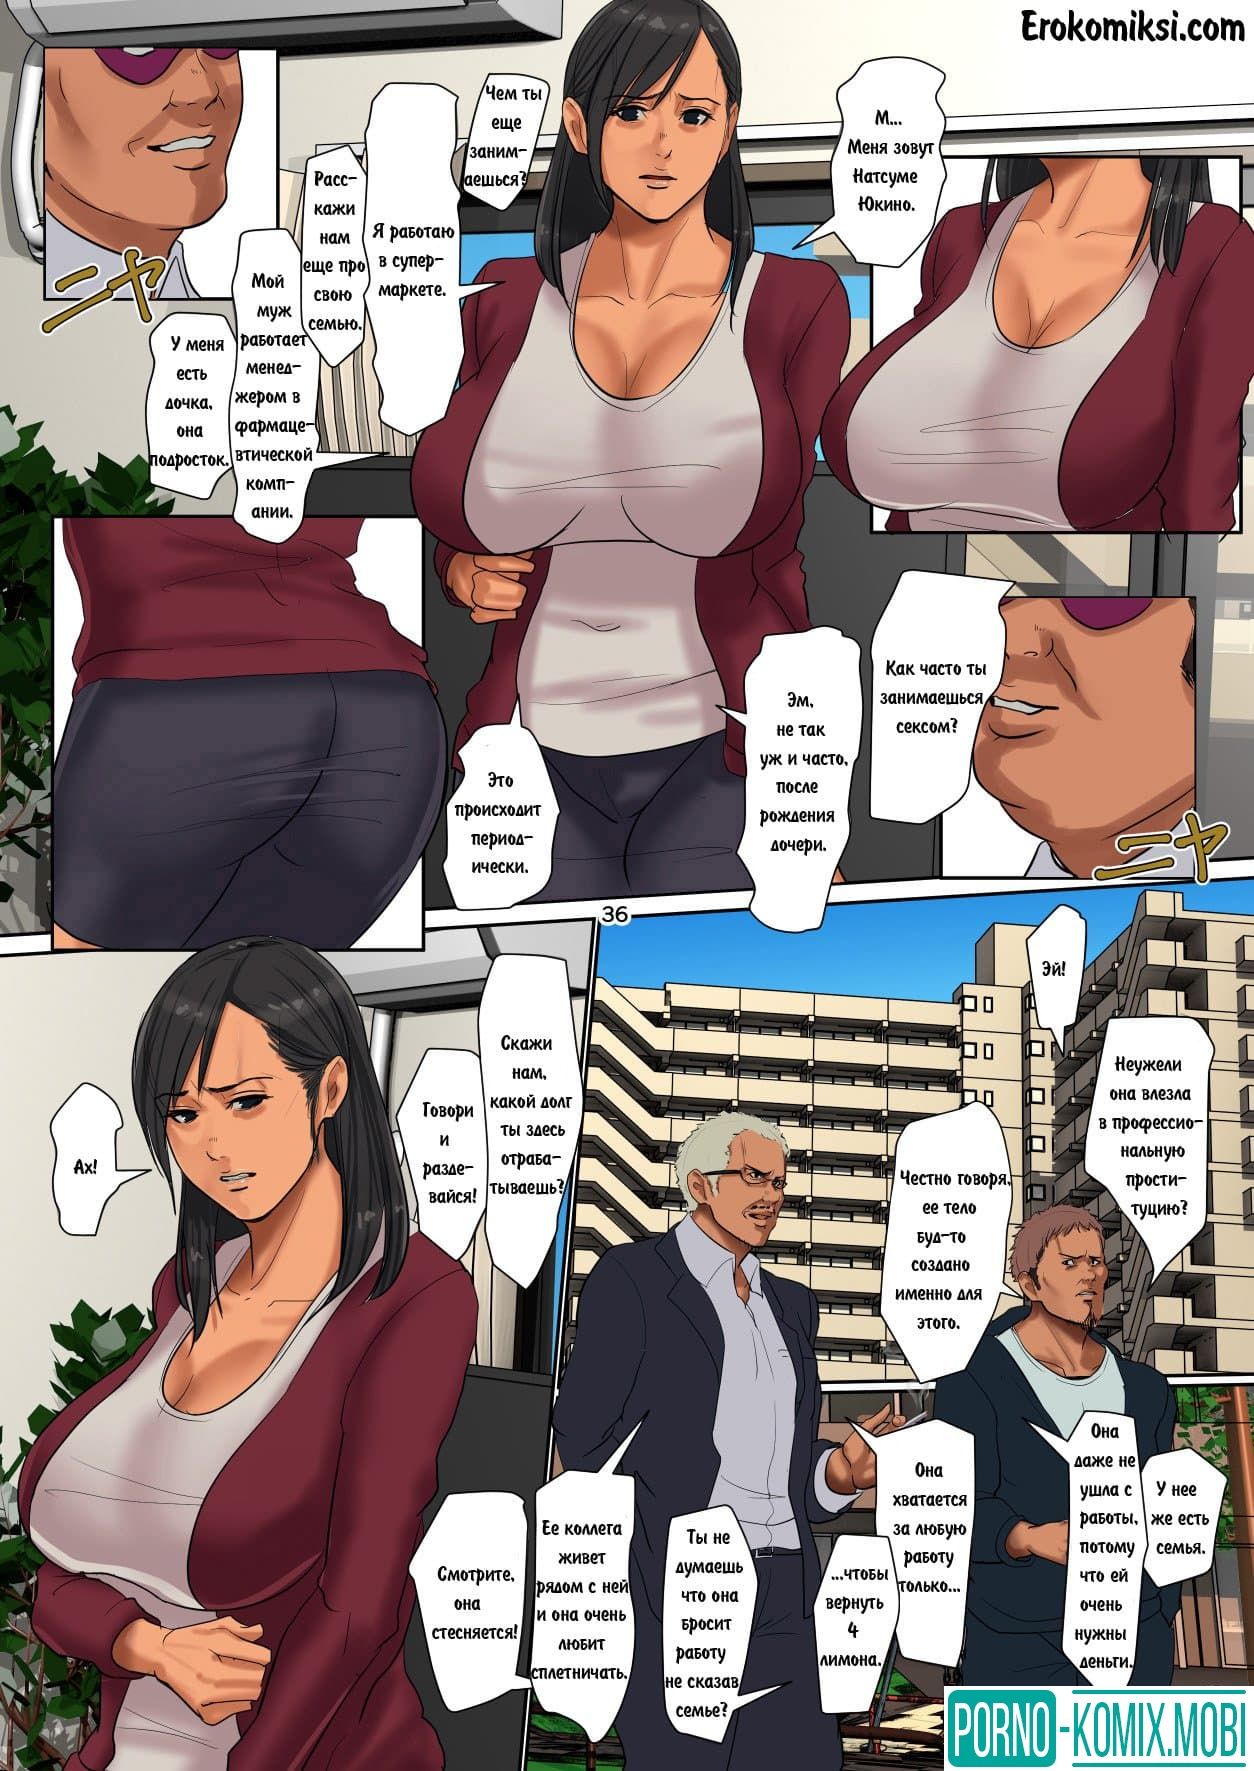 Erokomiksi.com
М...
Меня зовут
Натсуме
Юкино.
Чем ты
еще
заним-
аешься?
Я работаю
в супер-
маркете.
Расс-
кажи
нам
еще про
свою
семью.
Мой
муж
работает
менед-
жером в
фармаце-
втической
комп-
ании.
У меня
есть
дочка,
она
подросток.
ニヤ
Как часто ты
занимаешься
сексом?
ニヤ
Эм,
не так
уж и часто,
после
рождения
дочери.
Это
происходит
период-
ически.
36
Эй!
Неужели
она влезла
в профессио-
нальную
прости-
туцию?
Честно говоря,
ее тело
буд-то
создано
именно для
этого.
Скажи
нам,
какой долг
ты здесь
отраба-
тываешь?
Говори
и
разде-
вайся!
Ах!
У нее
же есть
семья.
Она
даже не
ушла с
работы,
потому
что ей
очень
нужны
деньги.
Она
хватается
за любую
работу
только...
...чтобы
вернуть
4
лимона.
Ты не
думаешь
что она
бросит
работу
не сказав
семье?
Ее коллега
живет
рядом с ней
и она очень
любит
сплетничать.
Смотрите,
она
стесняется!
PORNO-KOMIX.MOBI